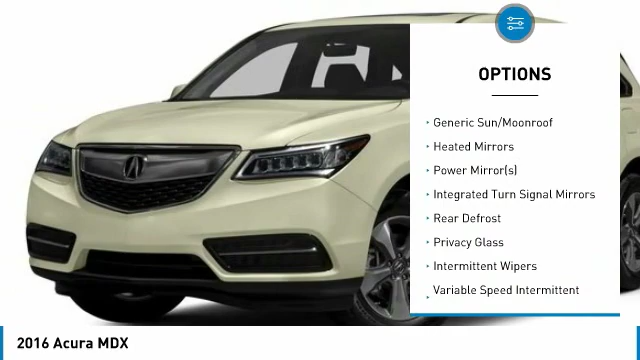 OPTIONS
• Generic Sun/Moonroof
• Heated Mirrors
• Power Mirror(s)
• Integrated Turn Signal Mirrors
• Rear Defrost
• Privacy Glass
• Intermittent Wipers
• Variable Speed Intermittent
2016 Acura MDX